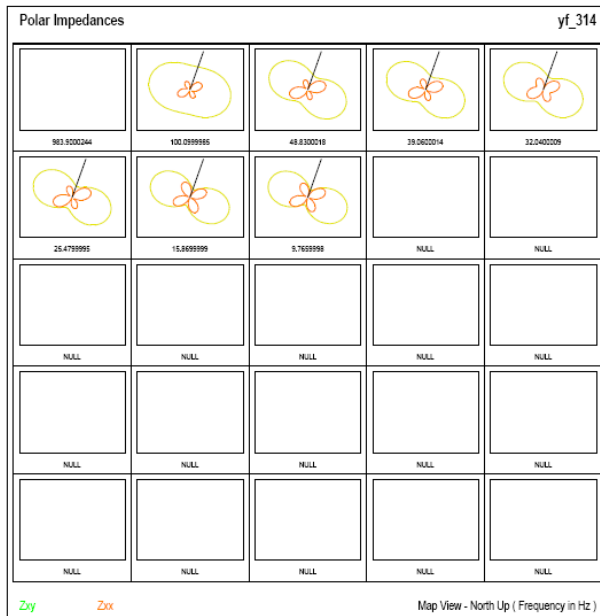 Polar Impedances yf_314
983.9000244 100.0999985 48.8300018 39.0600014 32.0400009
25.4799995 15.8699999 9.7659998 NULL NULL
NULL NULL NULL NULL NULL
NULL NULL NULL NULL NULL
NULL NULL NULL NULL NULL
Zxy Zxx Map View - North Up ( Frequency in Hz )